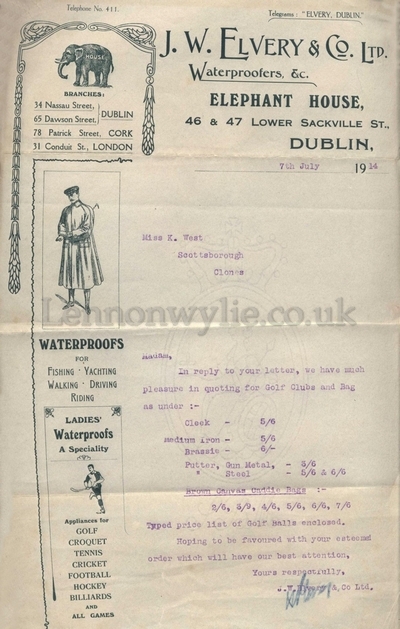 Telephone No. 411.
Telegrams: "ELVERY, DUBLIN."
HOUSE
J. W. ELVERY & Co. LTD.
Waterproofers, &c.
ELEPHANT HOUSE,
46 & 47 LOWER SACKVILLE ST.,
DUBLIN,
BRANCHES:
34 Nassau Street,
65 Dawson Street, DUBLIN
78 Patrick Street, CORK
31 Conduit St., LONDON
7th July 1914
Miss K. West
Scottsborough
Clones
Lennonwylie.co.uk
WATERPROOFS
FOR
FISHING · YACHTING
WALKING · DRIVING
RIDING
LADIES'
Waterproofs
A Speciality
Appliances for
GOLF
CROQUET
TENNIS
CRICKET
FOOTBALL
HOCKEY
BILLIARDS
AND
ALL GAMES
Madam,
In reply to your letter, we have much
pleasure in quoting for Golf Clubs and Bag
as under :-
Cleek - 5/6
Medium Iron - 5/6
Brassie - 6/-
Putter, Gun Metal, - 3/6
" Steel - 5/6 & 6/6
Brown Canvas Caddie Bags :-
2/6, 3/9, 4/6, 5/6, 6/6, 7/6
Typed price list of Golf Balls enclosed.
Hoping to be favoured with your esteemed
order which will have our best attention,
Yours respectfully,
J.W.Elvery &,Co Ltd.